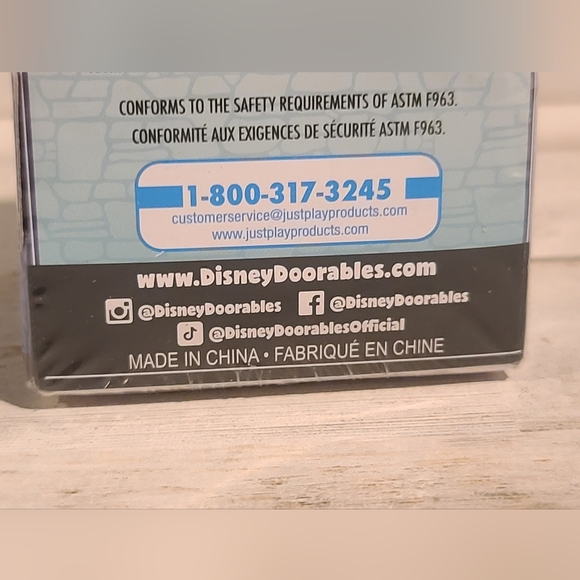 CONFORMS TO THE SAFETY REQUIREMENTS OF ASTM F963.
CONFORMITÉ AUX EXIGENCES DE SÉCURITÉ ASTM F963.
1-800-317-3245
customerservice@justplayproducts.com
www.justplayproducts.com
www.DisneyDoorables.com
@DisneyDoorables @DisneyDoorables
@DisneyDoorablesOfficial
MADE IN CHINA • FABRIQUÉ EN CHINE